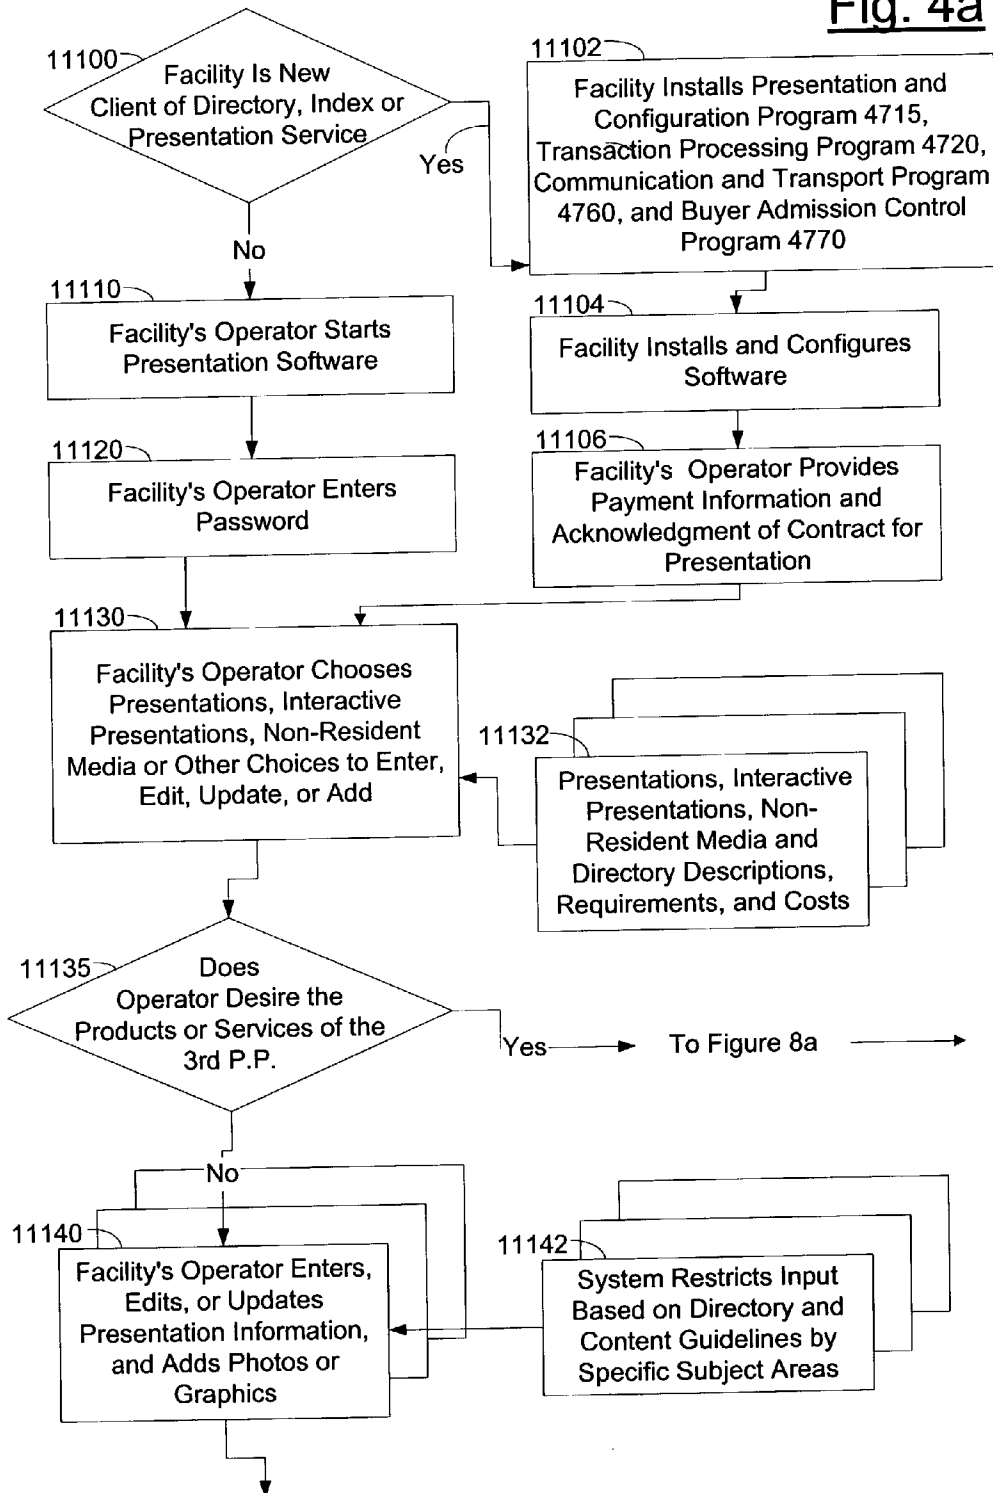 Fig. 4a
11100
Facility Is New
Client of Directory, Index or
Presentation Service
Yes
No
11102
Facility Installs Presentation and
Configuration Program 4715,
Transaction Processing Program 4720,
Communication and Transport Program
4760, and Buyer Admission Control
Program 4770
11110
Facility's Operator Starts
Presentation Software
11104
Facility Installs and Configures
Software
11120
Facility's Operator Enters
Password
11106
Facility's Operator Provides
Payment Information and
Acknowledgment of Contract for
Presentation
11130
Facility's Operator Chooses
Presentations, Interactive
Presentations, Non-Resident
Media or Other Choices to Enter,
Edit, Update, or Add
11132
Presentations, Interactive
Presentations, Non-
Resident Media and
Directory Descriptions,
Requirements, and Costs
11135
Does
Operator Desire the
Products or Services of the
3rd P.P.
Yes
To Figure 8a
No
11140
Facility's Operator Enters,
Edits, or Updates
Presentation Information,
and Adds Photos or
Graphics
11142
System Restricts Input
Based on Directory and
Content Guidelines by
Specific Subject Areas